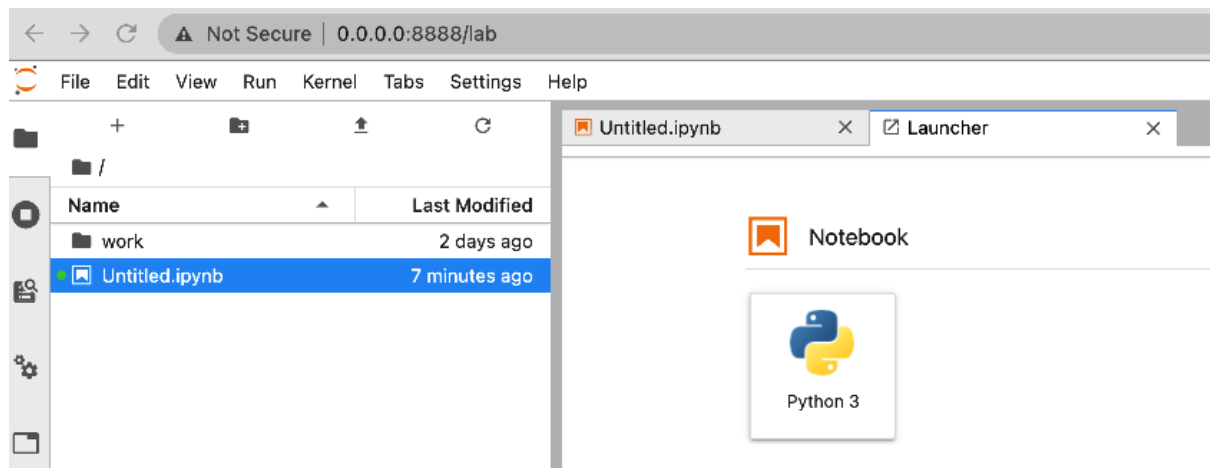 Not Secure | 0.0.0.0:8888/lab
File Edit View Run Kernel Tabs Settings Help
Untitled.ipynb Launcher
/
Name Last Modified
work 2 days ago
Untitled.ipynb 7 minutes ago
Notebook
Python 3